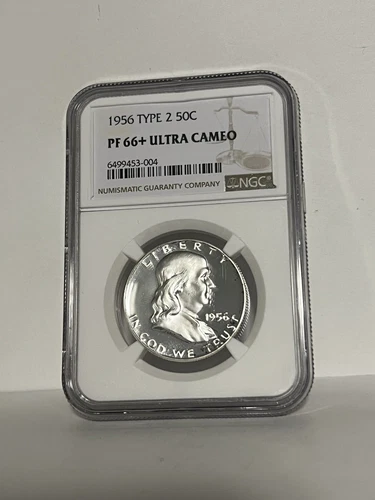 1956 TYPE 2 50C
PF 66+ ULTRA CAMEO
6499453-004
NUMISMATIC GUARANTY COMPANY
NGC
LIBERTY
1956
IN GOD WE TRUST